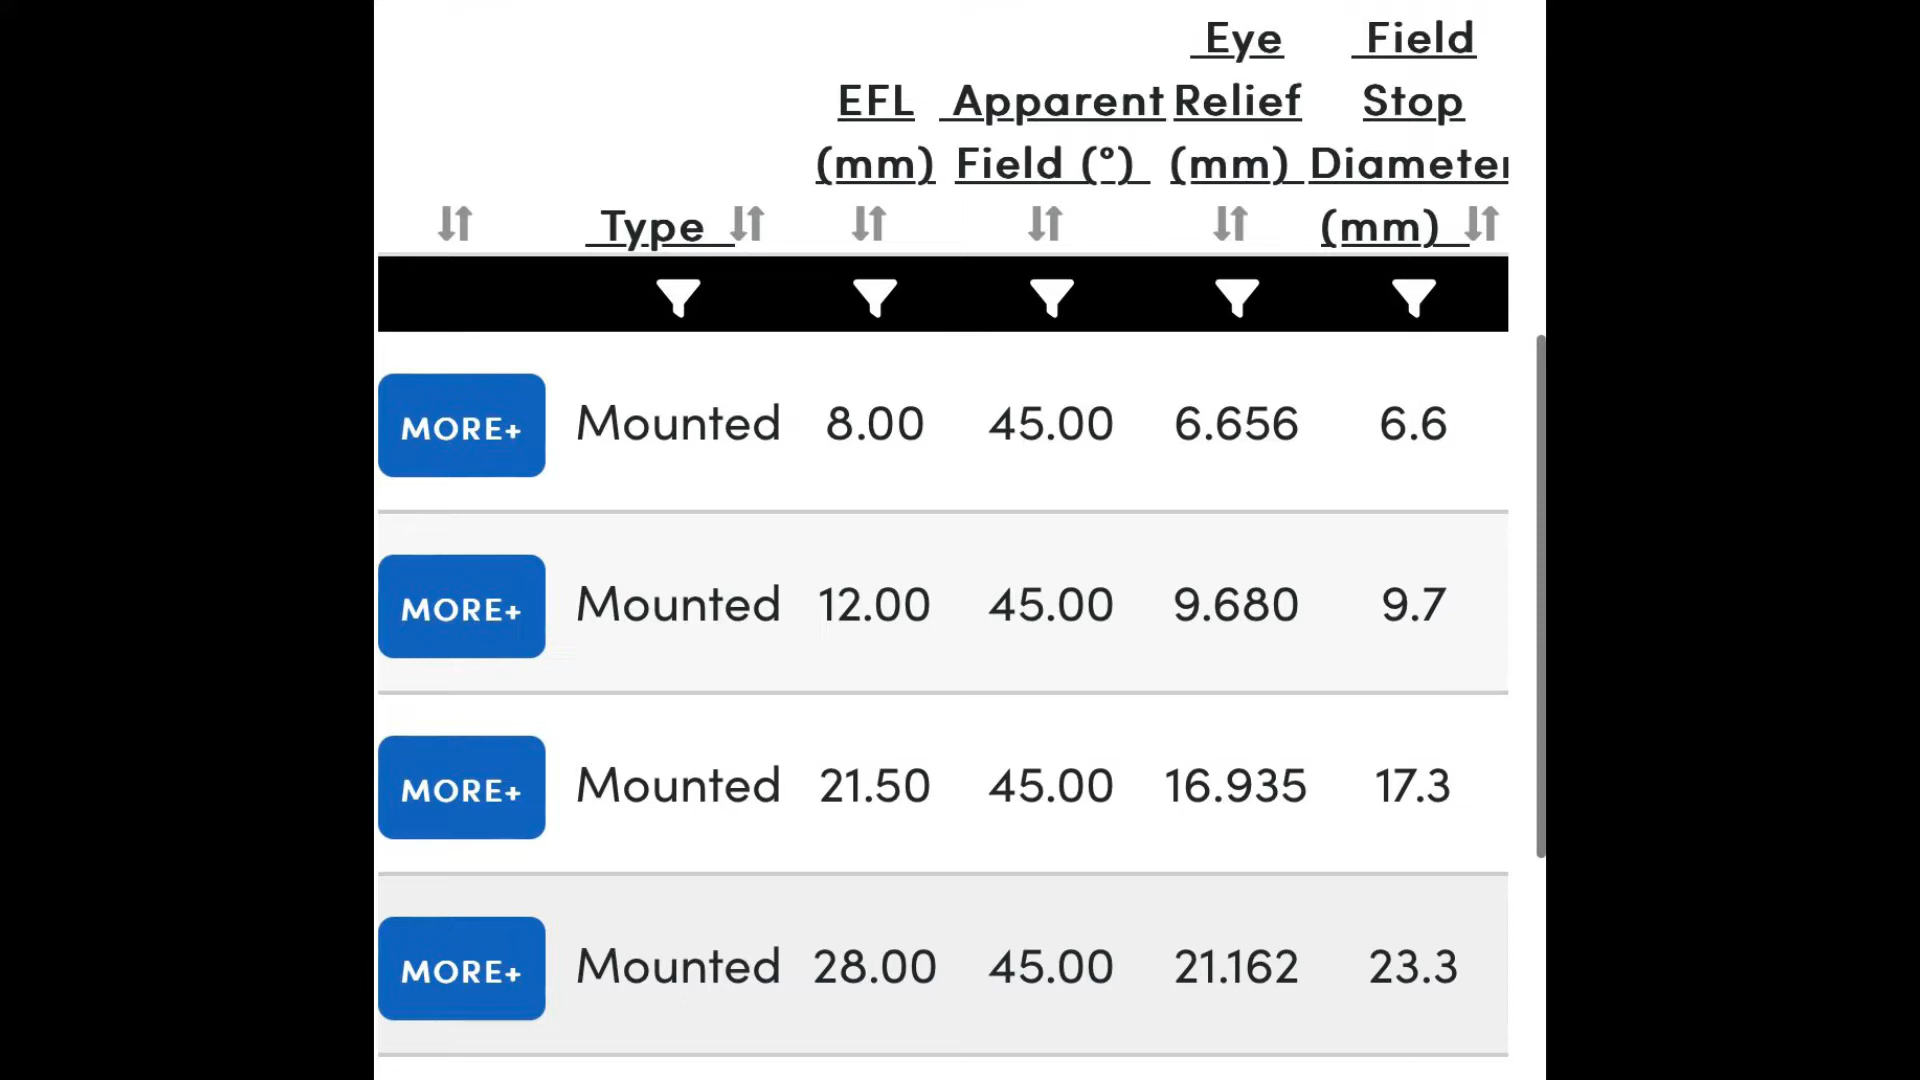 Eye Field
EFL Apparent Relief Stop
(mm) Field (°) (mm) Diameter
Type (mm)
MORE+ Mounted 8.00 45.00 6.656 6.6
MORE+ Mounted 12.00 45.00 9.680 9.7
MORE+ Mounted 21.50 45.00 16.935 17.3
MORE+ Mounted 28.00 45.00 21.162 23.3